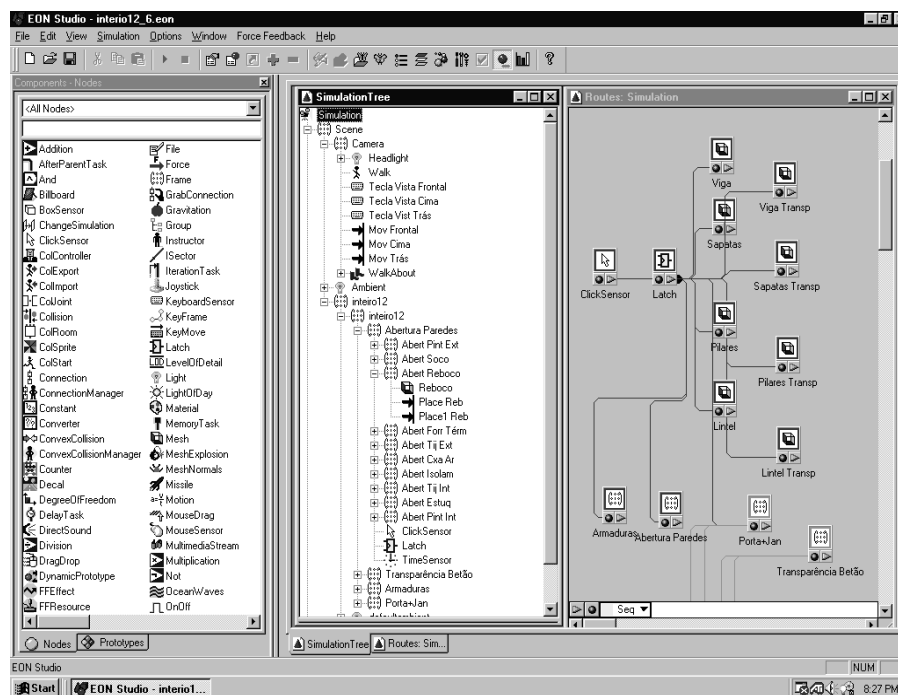 EON Studio - interio12_6.eon
File Edit View Simulation Options Window Force Feedback Help
Components - Nodes
<All Nodes>
Addition File
AfterParentTask Force
And Frame
Billboard GrabConnection
BoxSensor Gravitation
ChangeSimulation Group
ClickSensor Instructor
ColController ISector
ColExport IterationTask
ColImport Joystick
ColJoint KeyboardSensor
Collision KeyFrame
ColRoom KeyMove
ColSprite Latch
ColStart LevelOfDetail
Connection Light
ConnectionManager LightOfDay
Constant Material
Converter MemoryTask
ConvexCollision Mesh
ConvexCollisionManager MeshExplosion
Counter MeshNormals
Decal Missile
DegreeOfFreedom Motion
DelayTask MouseDrag
DirectSound MouseSensor
Division MultimediaStream
DragDrop Multiplication
DynamicPrototype Not
FFEffect OceanWaves
FFResource OnOff
Nodes Prototypes
SimulationTree
Simulation
Scene
Camera
Headlight
Walk
Tecla Vista Frontal
Tecla Vista Cima
Tecla Vist Trás
Mov Frontal
Mov Cima
Mov Trás
WalkAbout
Ambient
inteiro12
inteiro12
Abertura Paredes
Abert Pint Ext
Abert Soco
Abert Reboco
Reboco
Place Reb
Place1 Reb
Abert Forr Térm
Abert Tij Ext
Abert Cxa Ar
Abert Isolam
Abert Tij Int
Abert Estuq
Abert Pint Int
ClickSensor
Latch
TimeSensor
Transparência Betão
Armaduras
Porta+Jan
defaultambient
SimulationTree Routes: Sim...
Routes: Simulation
Viga
Viga Transp
Sapatas
ClickSensor Latch
Sapatas Transp
Pilares
Pilares Transp
Lintel
Lintel Transp
Armaduras Abertura Paredes Porta+Jan
Transparência Betão
Seq
EON Studio
NUM
Start EON Studio - interio1...
8:27 PM